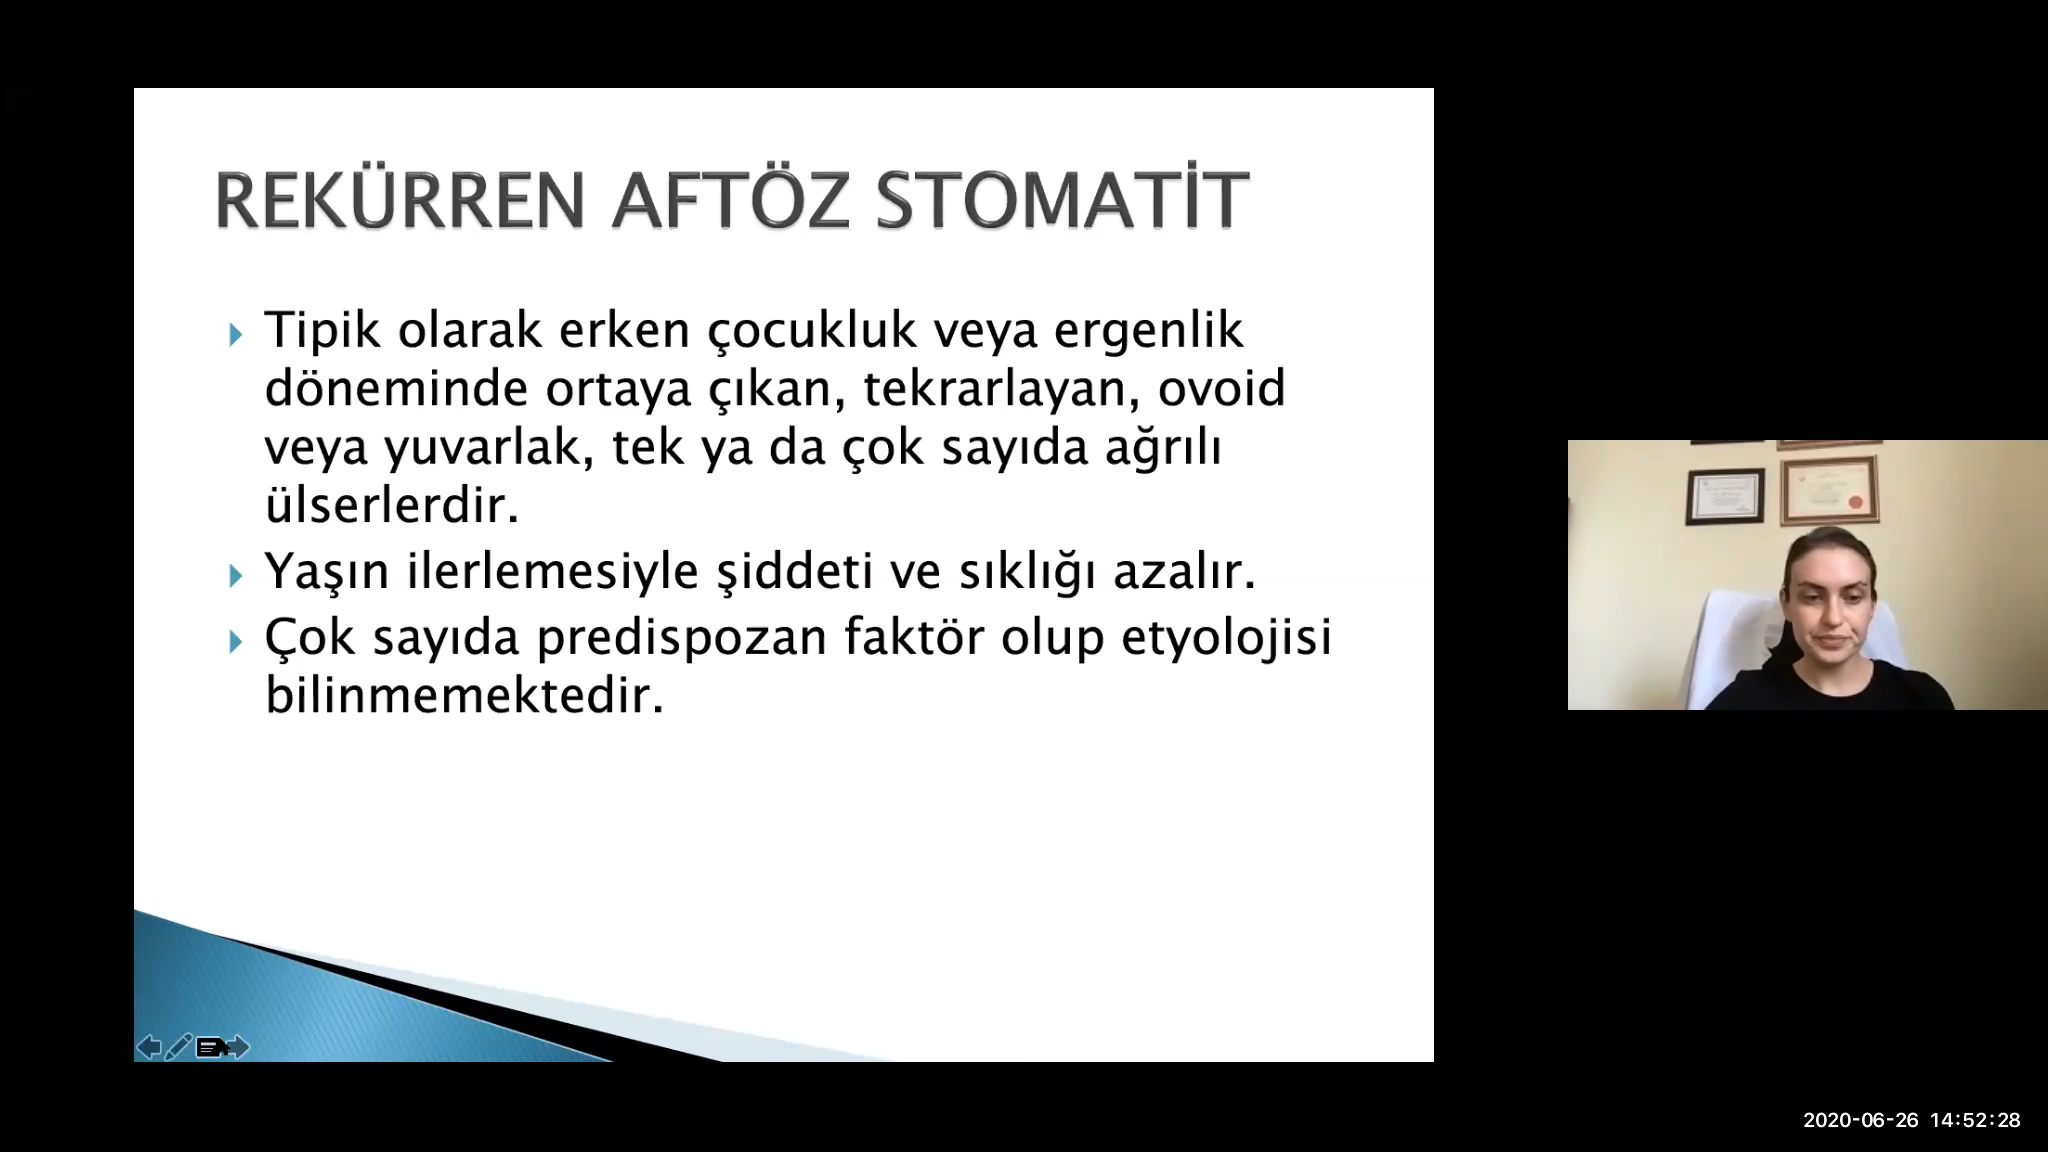 REKÜRREN AFTÖZ STOMATİT
Tipik olarak erken çocukluk veya ergenlik
döneminde ortaya çıkan, tekrarlayan, ovoid
veya yuvarlak, tek ya da çok sayıda ağrılı
ülserlerdir.
Yaşın ilerlemesiyle şiddeti ve sıklığı azalır.
Çok sayıda predispozan faktör olup etyolojisi
bilinmemektedir.
2020-06-26 14:52:28